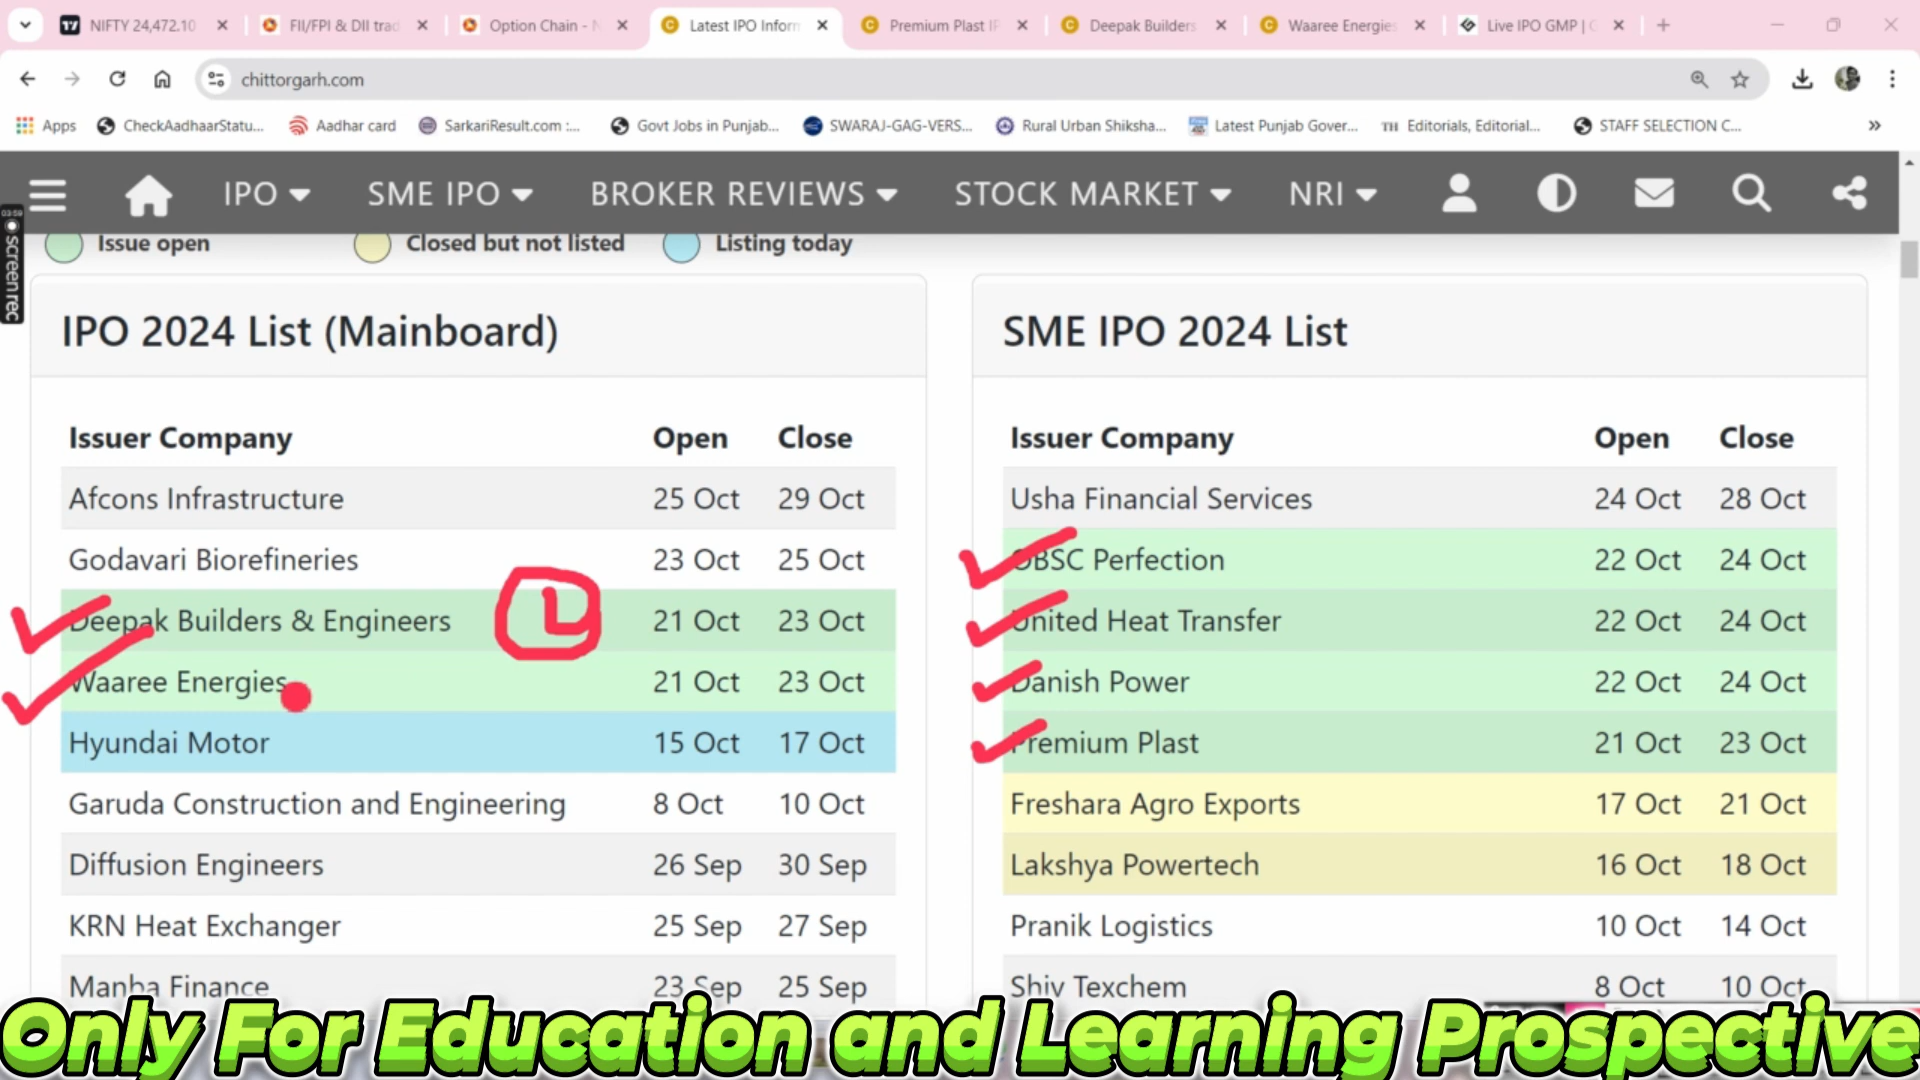 NIFTY 24,472.10
FII/FPI & DII trad
Option Chain - N
Latest IPO Inform
Premium Plast IP
Deepak Builders
Waaree Energies
Live IPO GMP | G
chittorgarh.com
Apps
CheckAadhaarStatu...
Aadhar card
SarkariResult.com :...
Govt Jobs in Punjab...
SWARAJ-GAG-VERS...
Rural Urban Shiksha...
Latest Punjab Gover...
TH Editorials, Editorial...
STAFF SELECTION C...
IPO
SME IPO
BROKER REVIEWS
STOCK MARKET
NRI
03:59
screenrec
Issue open
Closed but not listed
Listing today
IPO 2024 List (Mainboard)
Issuer Company Open Close
Afcons Infrastructure 25 Oct 29 Oct
Godavari Biorefineries 23 Oct 25 Oct
Deepak Builders & Engineers L 21 Oct 23 Oct
Waaree Energies 21 Oct 23 Oct
Hyundai Motor 15 Oct 17 Oct
Garuda Construction and Engineering 8 Oct 10 Oct
Diffusion Engineers 26 Sep 30 Sep
KRN Heat Exchanger 25 Sep 27 Sep
Manba Finance 23 Sep 25 Sep
SME IPO 2024 List
Issuer Company Open Close
Usha Financial Services 24 Oct 28 Oct
OBSC Perfection 22 Oct 24 Oct
United Heat Transfer 22 Oct 24 Oct
Danish Power 22 Oct 24 Oct
Premium Plast 21 Oct 23 Oct
Freshara Agro Exports 17 Oct 21 Oct
Lakshya Powertech 16 Oct 18 Oct
Pranik Logistics 10 Oct 14 Oct
Shiv Texchem 8 Oct 10 Oct
Only For Education and Learning Prospective